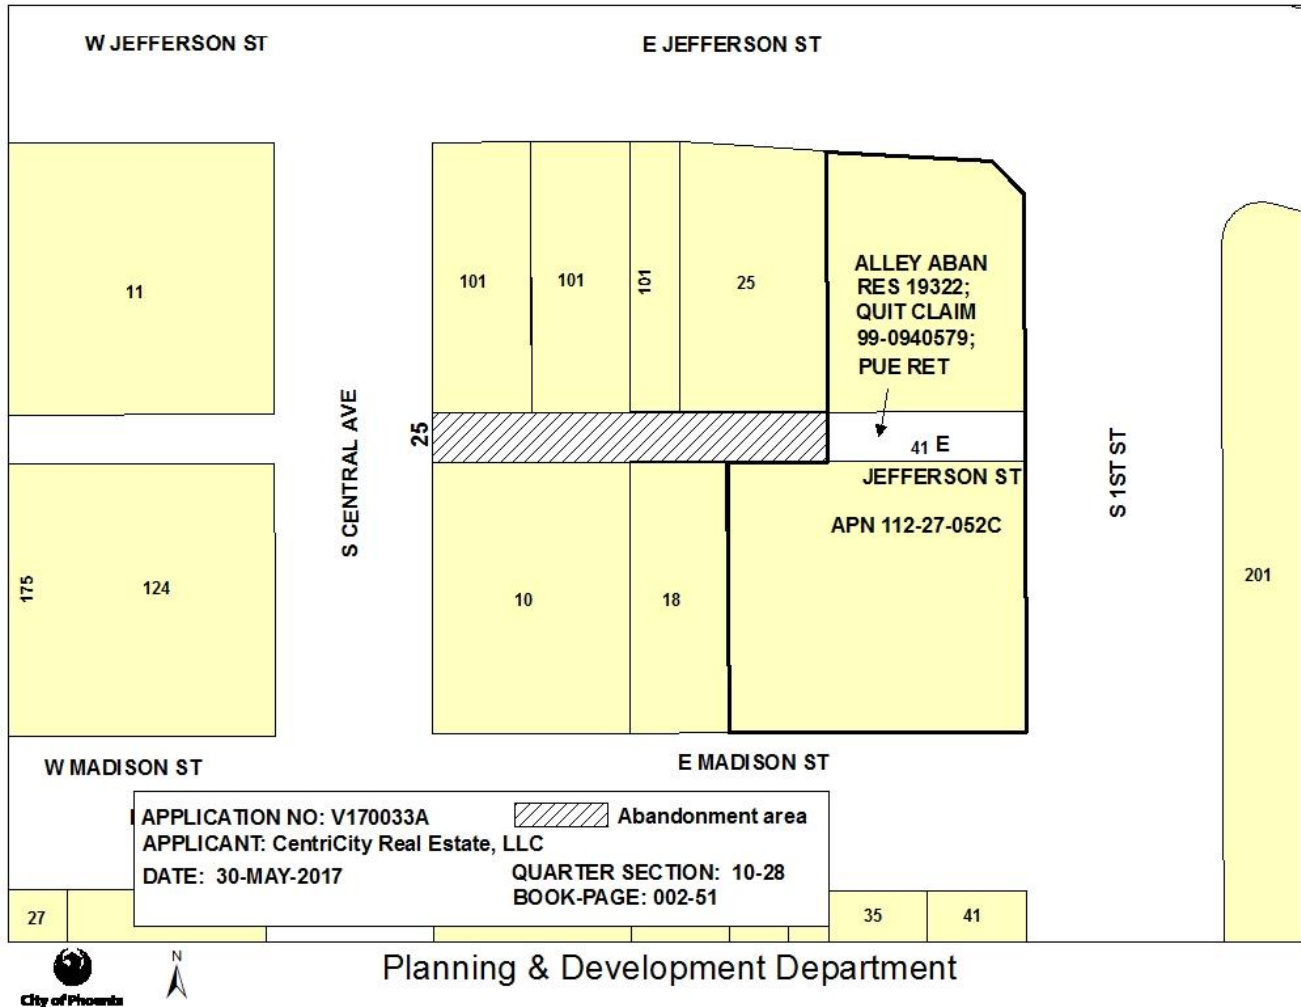 W JEFFERSON ST
E JEFFERSON ST
11
101
101
101
25
ALLEY ABAN
RES 19322;
QUIT CLAIM
99-0940579;
PUE RET
S CENTRAL AVE
25
41 E
JEFFERSON ST
APN 112-27-052C
S 1ST ST
175
124
10
18
201
W MADISON ST
E MADISON ST
APPLICATION NO: V170033A
Abandonment area
APPLICANT: CentriCity Real Estate, LLC
DATE: 30-MAY-2017
QUARTER SECTION: 10-28
BOOK-PAGE: 002-51
27
35
41
N
City of Phoenix
Planning & Development Department